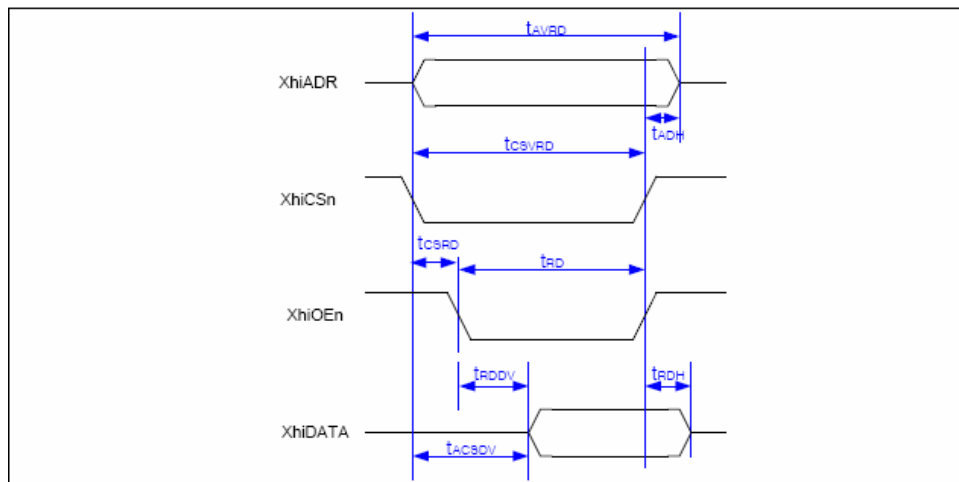 tAVRD
XhiADR
tADH
tCSVRD
XhiCSn
tCSRD
tRD
XhiOEn
tRDDV
tRDH
XhiDATA
tACSDV